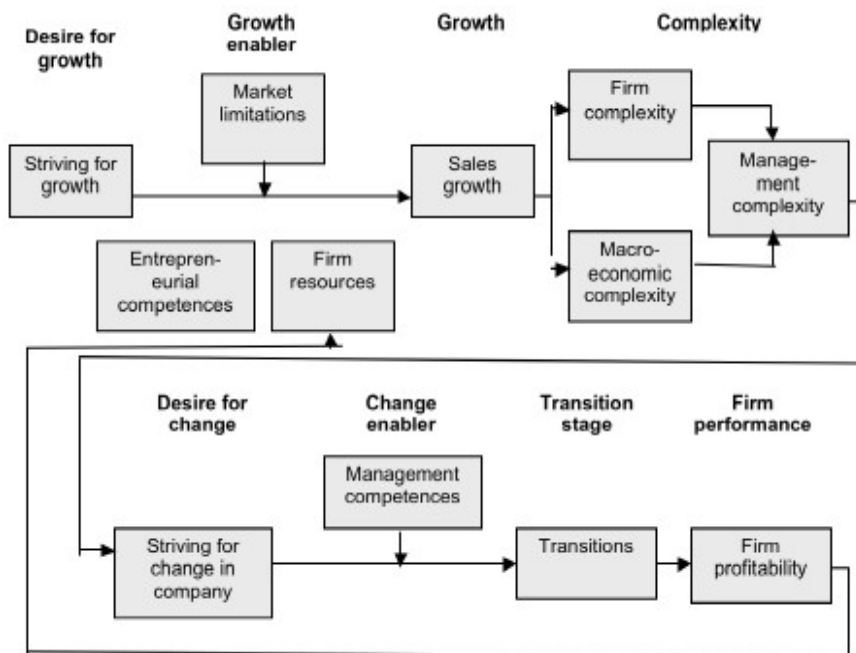 Desire for
growth
Growth
enabler
Growth
Complexity
Market
limitations
Firm
complexity
Striving for
growth
Sales
growth
Manage-
ment
complexity
Entrepren-
eurial
competences
Firm
resources
Macro-
economic
complexity
Desire for
change
Change
enabler
Transition
stage
Firm
performance
Management
competences
Striving for
change in
company
Transitions
Firm
profitability